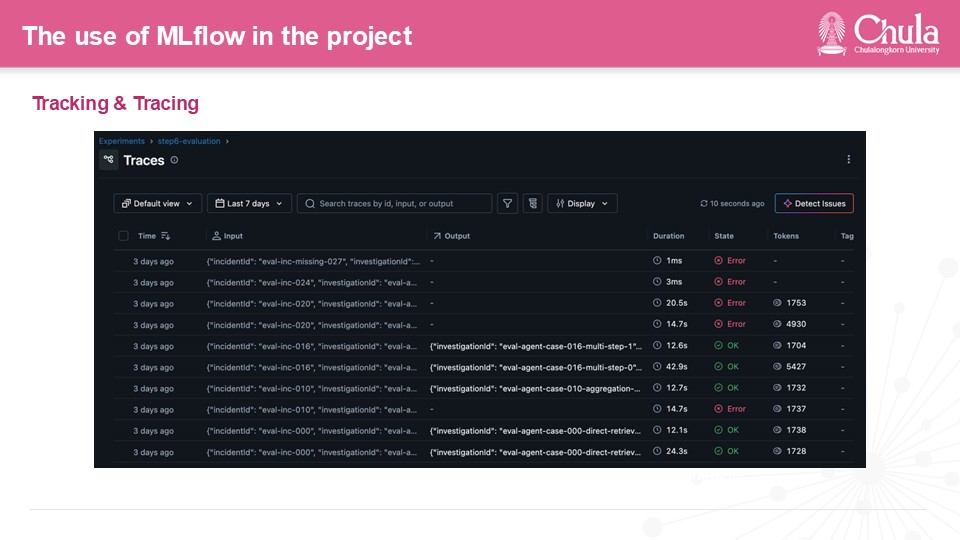 The use of MLflow in the project
Chula
Chulalongkorn University
Tracking & Tracing
Experiments › step6-evaluation ›
Traces
Default view Last 7 days Search traces by id, input, or output Display 10 seconds ago Detect Issues
Time Input Output Duration State Tokens Tag
3 days ago {"incidentId": "eval-inc-missing-027", "investigationId":... - 1ms Error - -
3 days ago {"incidentId": "eval-inc-024", "investigationId": "eval-a... - 3ms Error - -
3 days ago {"incidentId": "eval-inc-020", "investigationId": "eval-a... - 20.5s Error 1753 -
3 days ago {"incidentId": "eval-inc-020", "investigationId": "eval-a... - 14.7s Error 4930 -
3 days ago {"incidentId": "eval-inc-016", "investigationId": "eval-a... {"investigationId": "eval-agent-case-016-multi-step-1"... 12.6s OK 1704 -
3 days ago {"incidentId": "eval-inc-016", "investigationId": "eval-a... {"investigationId": "eval-agent-case-016-multi-step-0"... 42.9s OK 5427 -
3 days ago {"incidentId": "eval-inc-010", "investigationId": "eval-a... {"investigationId": "eval-agent-case-010-aggregation-... 12.7s OK 1732 -
3 days ago {"incidentId": "eval-inc-010", "investigationId": "eval-a... - 14.7s Error 1737 -
3 days ago {"incidentId": "eval-inc-000", "investigationId": "eval-a... {"investigationId": "eval-agent-case-000-direct-retriev... 12.1s OK 1738 -
3 days ago {"incidentId": "eval-inc-000", "investigationId": "eval-a... {"investigationId": "eval-agent-case-000-direct-retriev... 24.3s OK 1728 -